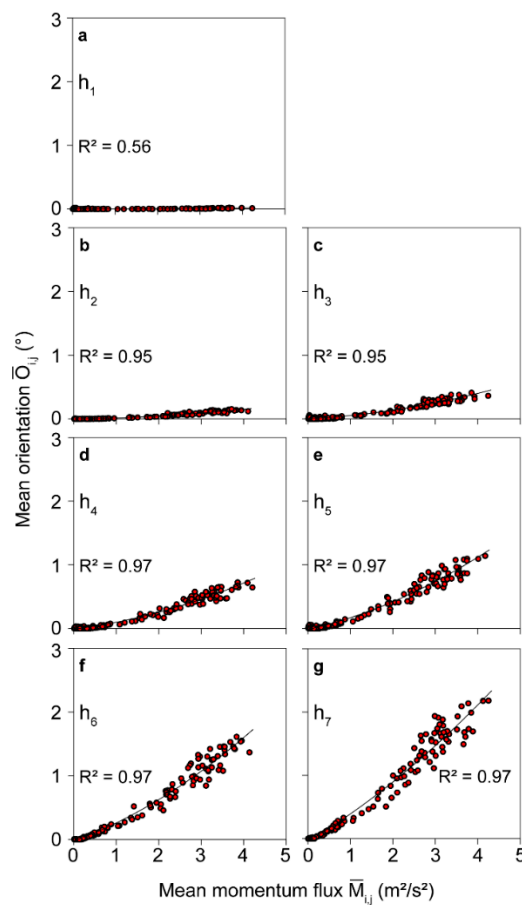 a
3
h₁
2
R² = 0.56
1
0
b
c
3
h₂
h₃
2
R² = 0.95
R² = 0.95
1
0
d
e
3
h₄
h₅
2
R² = 0.97
R² = 0.97
1
0
f
g
3
h₆
h₇
2
R² = 0.97
R² = 0.97
1
0
0 1 2 3 4 5
0 1 2 3 4 5
Mean orientation O̅i,j (°)
Mean momentum flux M̅i,j (m²/s²)